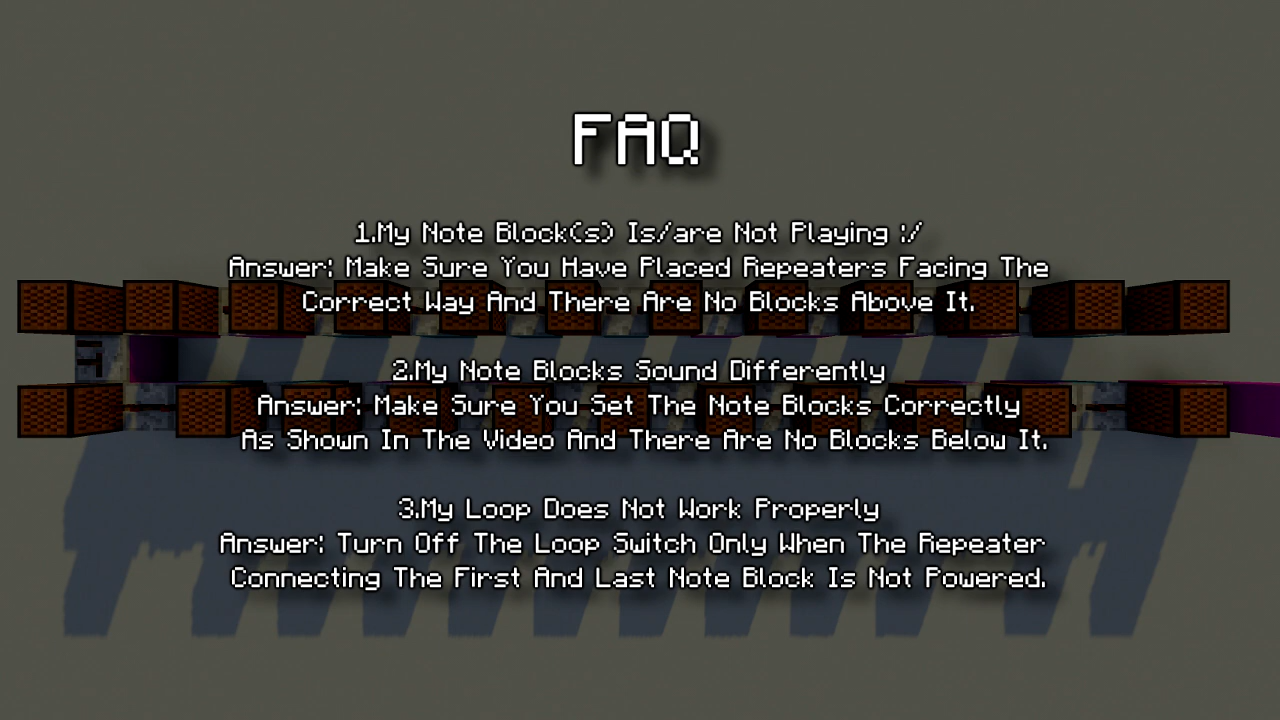 FAQ
1.My Note Block(s) Is/are Not Playing :/
Answer: Make Sure You Have Placed Repeaters Facing The
Correct Way And There Are No Blocks Above It.
2.My Note Blocks Sound Differently
Answer: Make Sure You Set The Note Blocks Correctly
As Shown In The Video And There Are No Blocks Below It.
3.My Loop Does Not Work Properly
Answer: Turn Off The Loop Switch Only When The Repeater
Connecting The First And Last Note Block Is Not Powered.